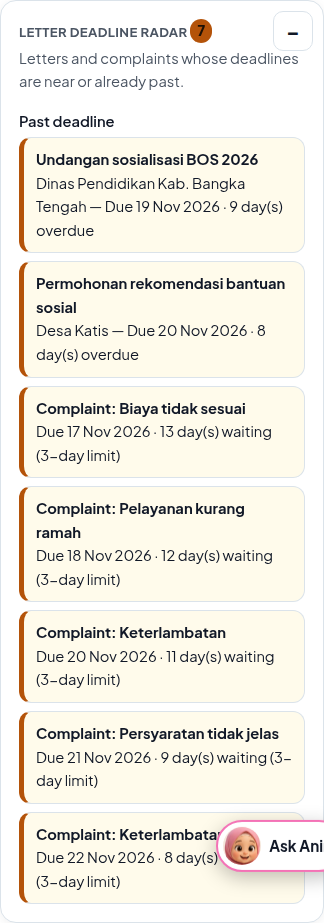 LETTER DEADLINE RADAR 7
–
Letters and complaints whose deadlines
are near or already past.
Past deadline
Undangan sosialisasi BOS 2026
Dinas Pendidikan Kab. Bangka
Tengah — Due 19 Nov 2026 · 9 day(s)
overdue
Permohonan rekomendasi bantuan
sosial
Desa Katis — Due 20 Nov 2026 · 8
day(s) overdue
Complaint: Biaya tidak sesuai
Due 17 Nov 2026 · 13 day(s) waiting
(3-day limit)
Complaint: Pelayanan kurang
ramah
Due 18 Nov 2026 · 12 day(s) waiting
(3-day limit)
Complaint: Keterlambatan
Due 20 Nov 2026 · 11 day(s) waiting
(3-day limit)
Complaint: Persyaratan tidak jelas
Due 21 Nov 2026 · 9 day(s) waiting (3-
day limit)
Complaint: Keterlambatan
Due 22 Nov 2026 · 8 day(s)
(3-day limit)
Ask Ani